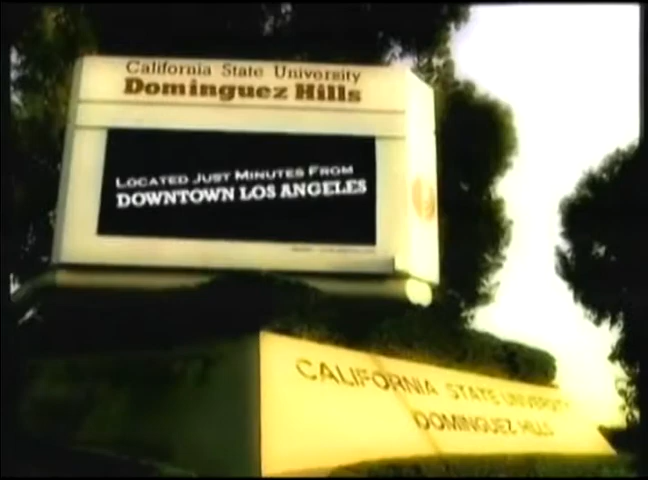 California State University
Dominguez Hills
Located Just Minutes From
Downtown Los Angeles
CALIFORNIA STATE UNIVERSITY
DOMINGUEZ HILLS